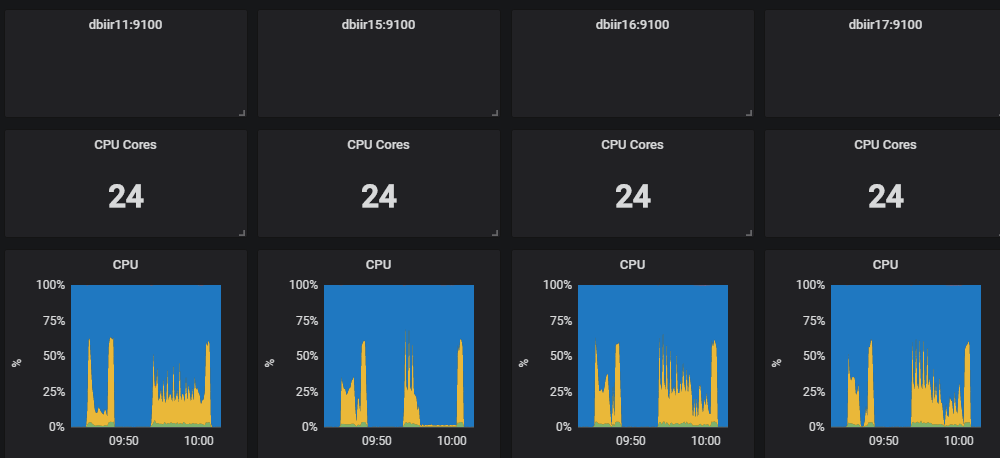 dbiir11:9100 dbiir15:9100 dbiir16:9100 dbiir17:9100
CPU Cores CPU Cores CPU Cores CPU Cores
24 24 24 24
CPU CPU CPU CPU
100% 100% 100% 100%
75% 75% 75% 75%
50% 50% 50% 50%
% % % %
25% 25% 25% 25%
0% 0% 0% 0%
09:50 10:00 09:50 10:00 09:50 10:00 09:50 10:00